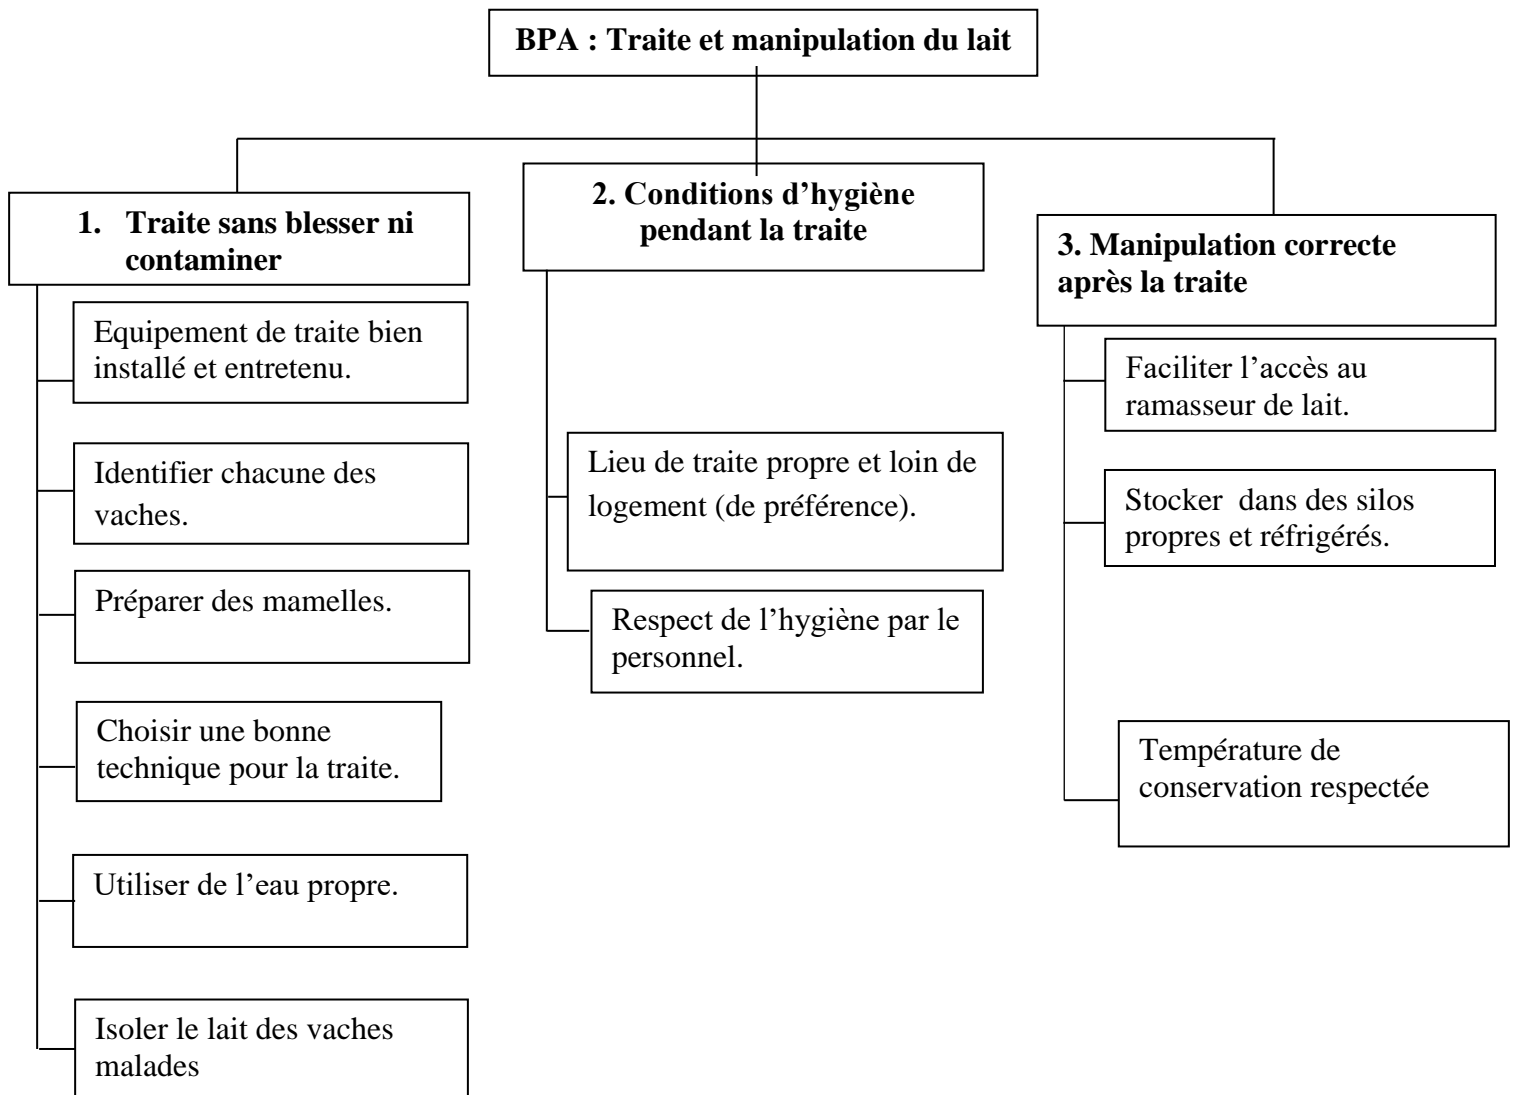 BPA : Traite et manipulation du lait
1. Traite sans blesser ni
contaminer
Equipement de traite bien
installé et entretenu.
Identifier chacune des
vaches.
Préparer des mamelles.
Choisir une bonne
technique pour la traite.
Utiliser de l’eau propre.
Isoler le lait des vaches
malades
2. Conditions d’hygiène
pendant la traite
Lieu de traite propre et loin de
logement (de préférence).
Respect de l’hygiène par le
personnel.
3. Manipulation correcte
après la traite
Faciliter l’accès au
ramasseur de lait.
Stocker dans des silos
propres et réfrigérés.
Température de
conservation respectée